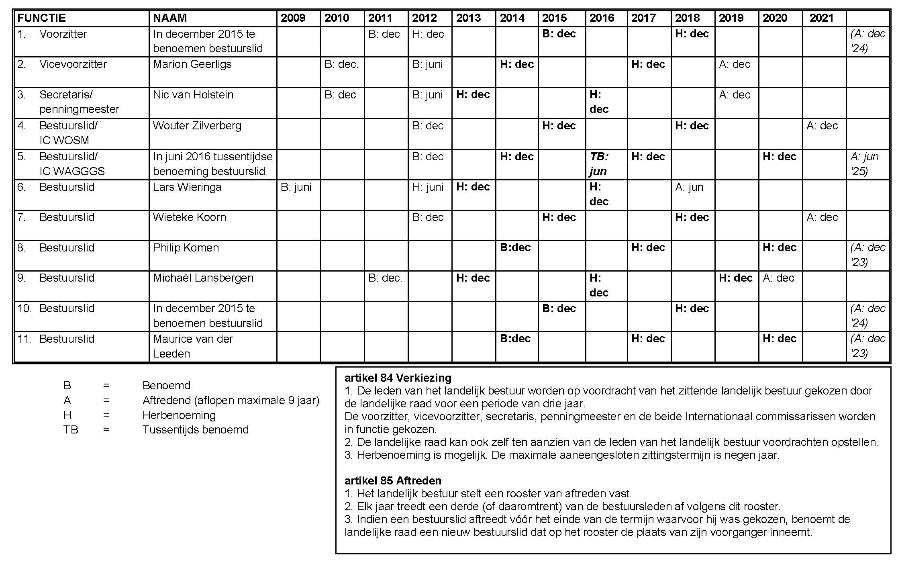 FUNCTIE NAAM 2009 2010 2011 2012 2013 2014 2015 2016 2017 2018 2019 2020 2021
1. Voorzitter In december 2015 te B: dec H: dec B: dec H: dec (A: dec
benoemen bestuurslid '24)
2. Vicevoorzitter Marion Geerligs B: dec. B: juni H: dec H: dec A: dec
3. Secretaris/ Nic van Holstein B: dec B: juni H: dec H: A: dec
penningmeester dec
4. Bestuurslid/ Wouter Zilverberg B: dec H: dec H: dec A: dec
IC WOSM
5. Bestuurslid/ In juni 2016 tussentijdse B: dec H: dec TB: H: dec H: dec A: jun
IC WAGGGS benoeming bestuurslid jun '25)
6. Bestuurslid Lars Wieringa B: juni H: juni H: dec H: A: jun
dec
7. Bestuurslid Wieteke Koorn B: dec H: dec H: dec A: dec
8. Bestuurslid Philip Komen B:dec H: dec H: dec (A: dec
'23)
9. Bestuurslid Michaël Lansbergen B: dec. H: dec H: H: dec A: dec.
dec
10. Bestuurslid In december 2015 te B: dec H: dec (A: dec
benoemen bestuurslid '24)
11. Bestuurslid Maurice van der B:dec H: dec H: dec (A: dec
Leeden '23)
B = Benoemd
A = Aftredend (aflopen maximale 9 jaar)
H = Herbenoeming
TB = Tussentijds benoemd
artikel 84 Verkiezing
1. De leden van het landelijk bestuur worden op voordracht van het zittende landelijk bestuur gekozen door
de landelijke raad voor een periode van drie jaar.
De voorzitter, vicevoorzitter, secretaris, penningmeester en de beide Internationaal commissarissen worden
in functie gekozen.
2. De landelijke raad kan ook zelf ten aanzien van de leden van het landelijk bestuur voordrachten opstellen.
3. Herbenoeming is mogelijk. De maximale aaneengesloten zittingstermijn is negen jaar.
artikel 85 Aftreden
1. Het landelijk bestuur stelt een rooster van aftreden vast.
2. Elk jaar treedt een derde (of daaromtrent) van de bestuursleden af volgens dit rooster.
3. Indien een bestuurslid aftreedt vóór het einde van de termijn waarvoor hij was gekozen, benoemt de
landelijke raad een nieuw bestuurslid dat op het rooster de plaats van zijn voorganger inneemt.